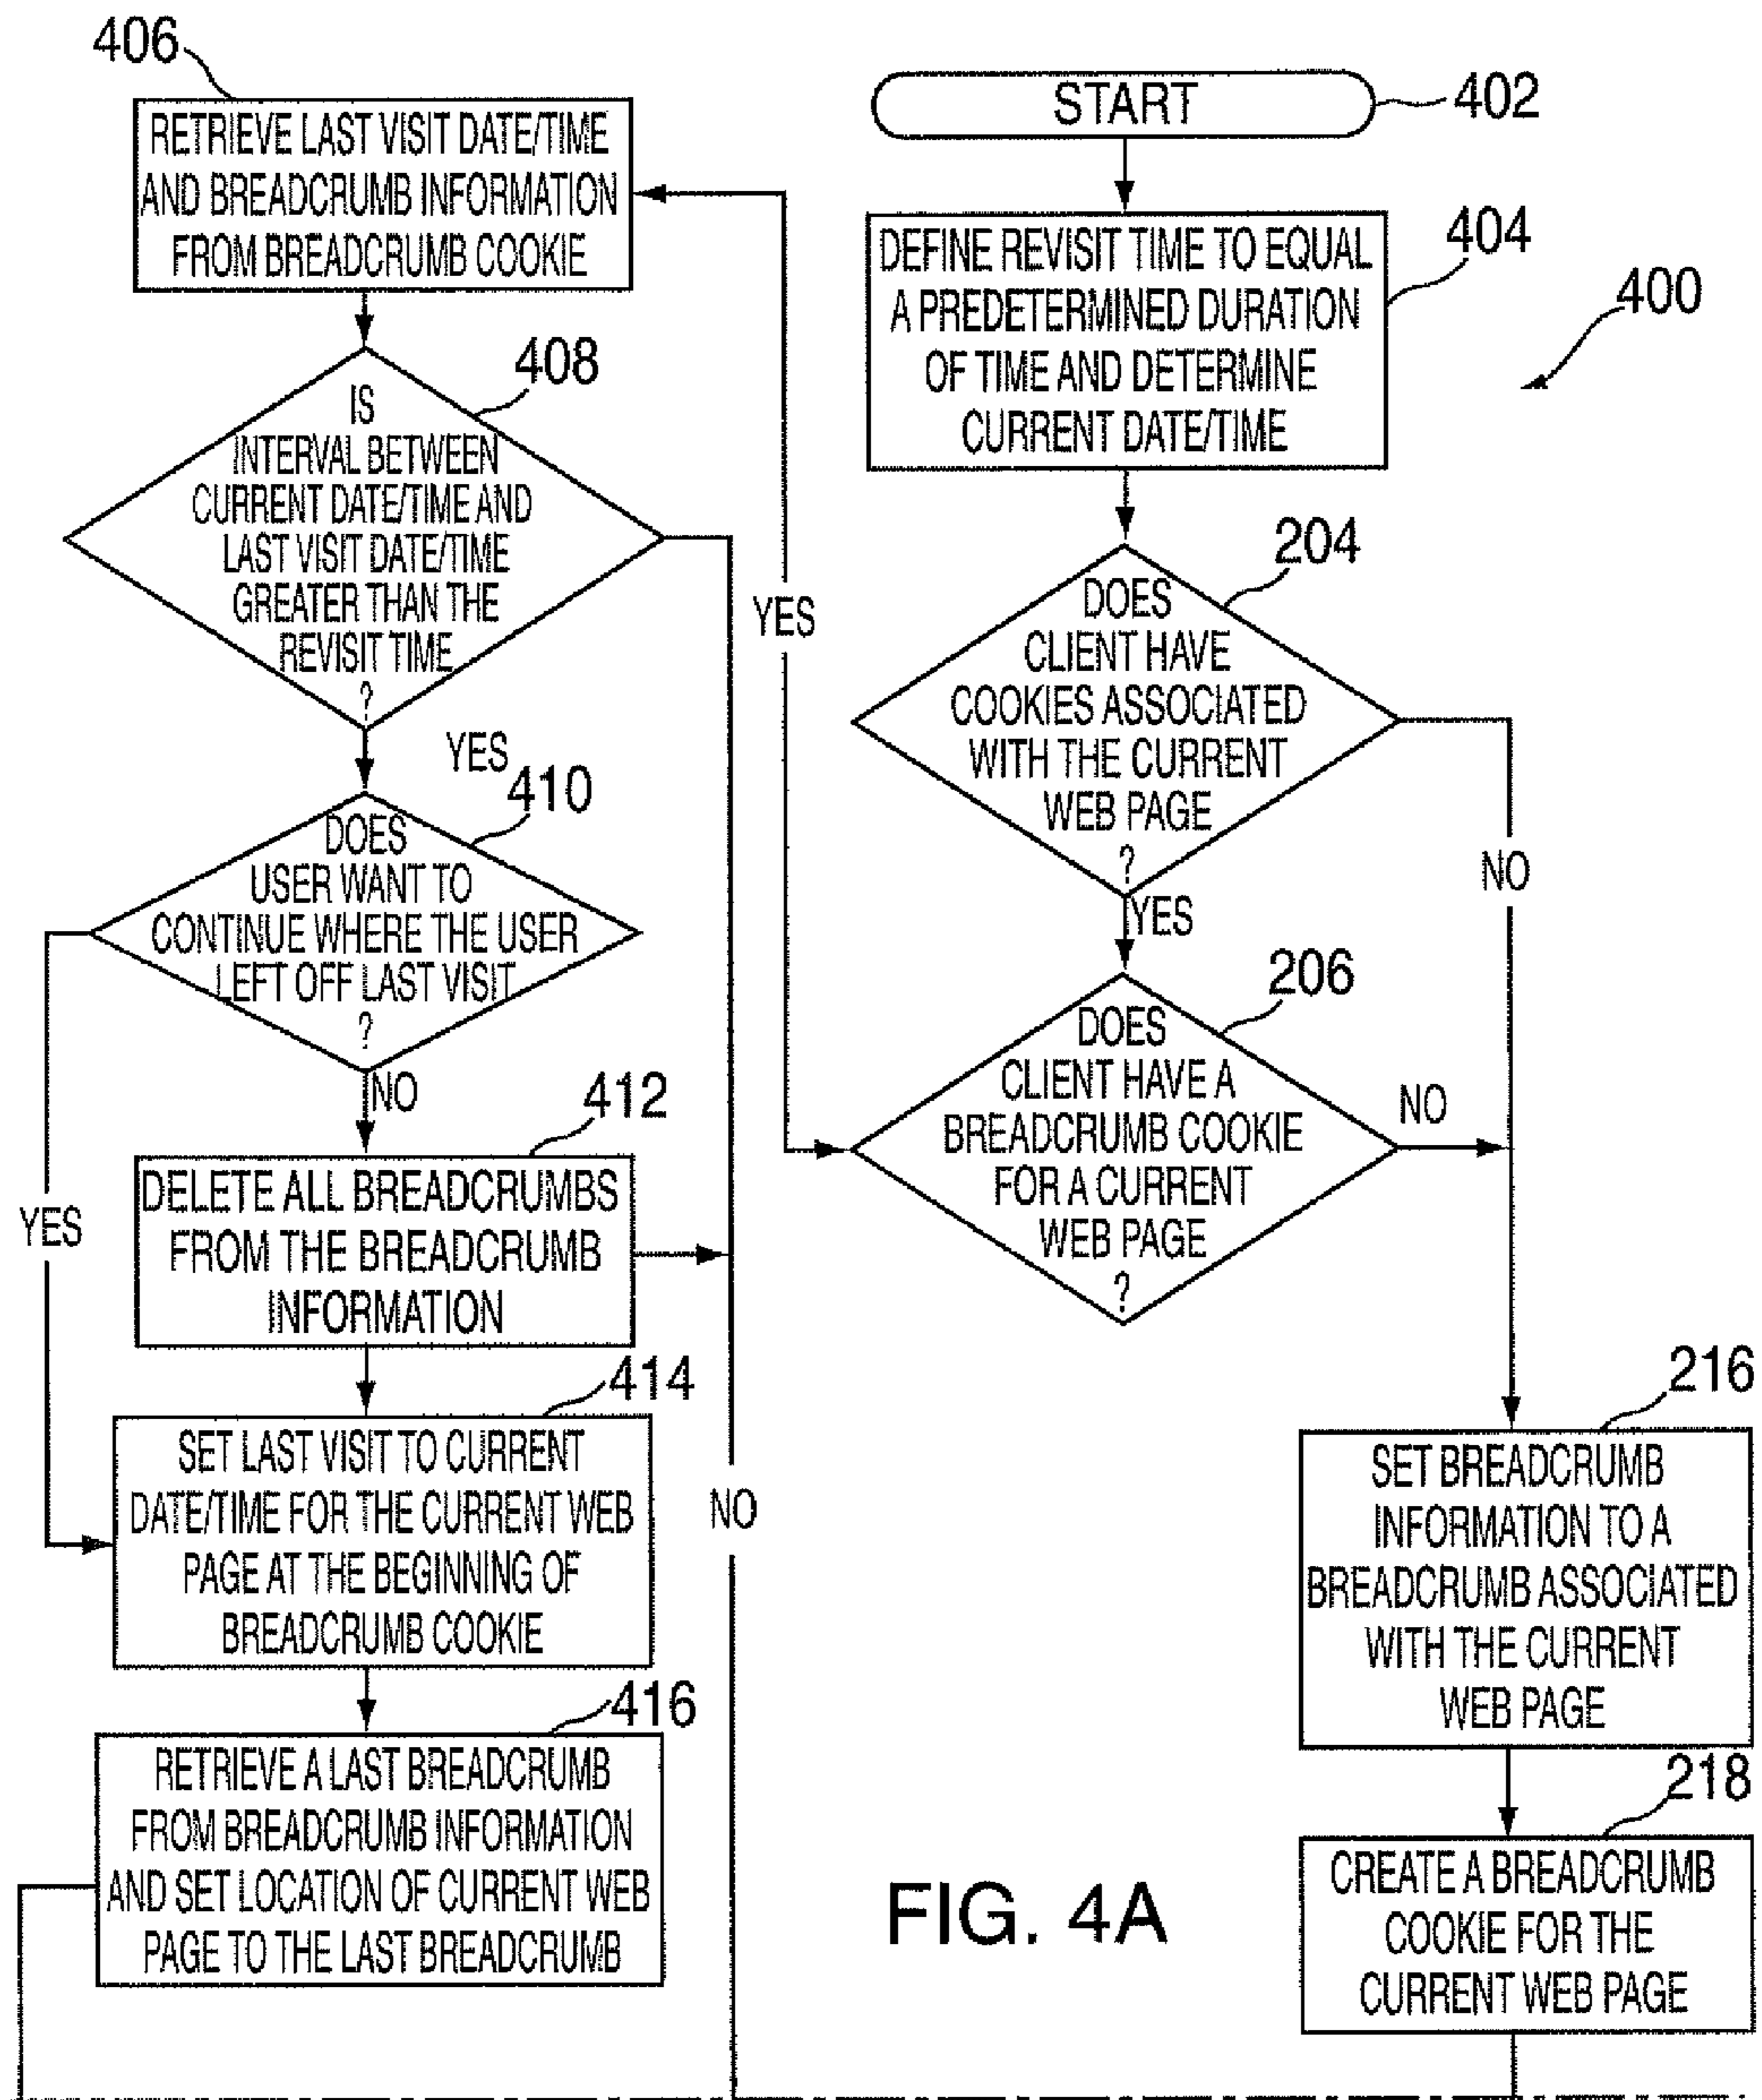 406
RETRIEVE LAST VISIT DATE/TIME
AND BREADCRUMB INFORMATION
FROM BREADCRUMB COOKIE
START
402
DEFINE REVISIT TIME TO EQUAL
A PREDETERMINED DURATION
OF TIME AND DETERMINE
CURRENT DATE/TIME
404
400
408
IS
INTERVAL BETWEEN
CURRENT DATE/TIME AND
LAST VISIT DATE/TIME
GREATER THAN THE
REVISIT TIME
?
YES
YES
204
DOES
CLIENT HAVE
COOKIES ASSOCIATED
WITH THE CURRENT
WEB PAGE
?
YES
NO
410
DOES
USER WANT TO
CONTINUE WHERE THE USER
LEFT OFF LAST VISIT
?
NO
YES
206
DOES
CLIENT HAVE A
BREADCRUMB COOKIE
FOR A CURRENT
WEB PAGE
?
NO
412
DELETE ALL BREADCRUMBS
FROM THE BREADCRUMB
INFORMATION
414
SET LAST VISIT TO CURRENT
DATE/TIME FOR THE CURRENT WEB
PAGE AT THE BEGINNING OF
BREADCRUMB COOKIE
NO
216
SET BREADCRUMB
INFORMATION TO A
BREADCRUMB ASSOCIATED
WITH THE CURRENT
WEB PAGE
416
RETRIEVE A LAST BREADCRUMB
FROM BREADCRUMB INFORMATION
AND SET LOCATION OF CURRENT WEB
PAGE TO THE LAST BREADCRUMB
218
CREATE A BREADCRUMB
COOKIE FOR THE
CURRENT WEB PAGE
FIG. 4A